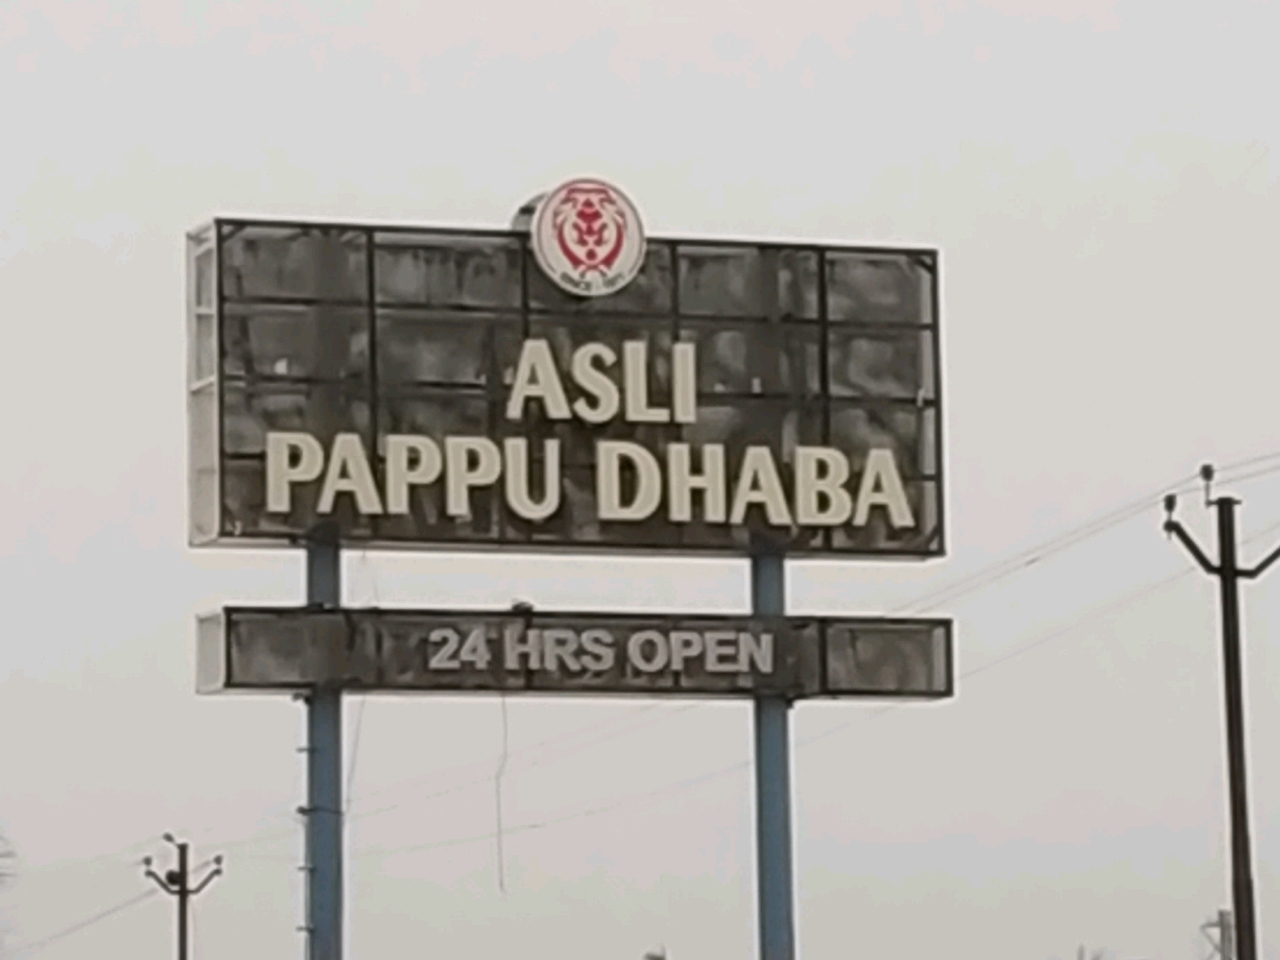 ASLI
PAPPU DHABA
24 HRS OPEN